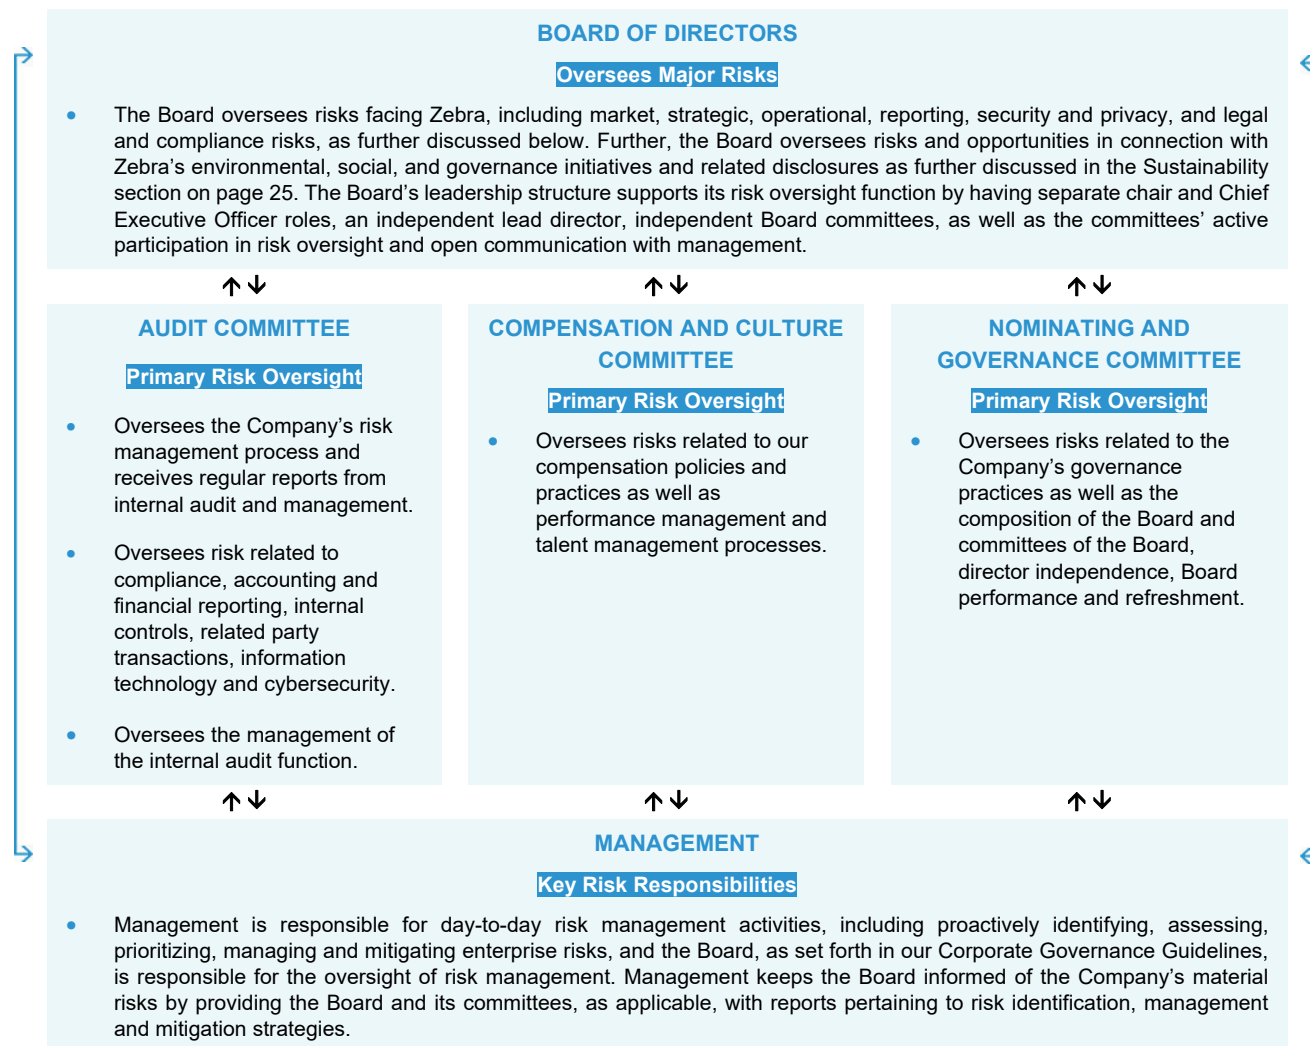 BOARD OF DIRECTORS
Oversees Major Risks
• The Board oversees risks facing Zebra, including market, strategic, operational, reporting, security and privacy, and legal
and compliance risks, as further discussed below. Further, the Board oversees risks and opportunities in connection with
Zebra’s environmental, social, and governance initiatives and related disclosures as further discussed in the Sustainability
section on page 25. The Board’s leadership structure supports its risk oversight function by having separate chair and Chief
Executive Officer roles, an independent lead director, independent Board committees, as well as the committees’ active
participation in risk oversight and open communication with management.
AUDIT COMMITTEE
Primary Risk Oversight
• Oversees the Company’s risk
management process and
receives regular reports from
internal audit and management.
• Oversees risk related to
compliance, accounting and
financial reporting, internal
controls, related party
transactions, information
technology and cybersecurity.
• Oversees the management of
the internal audit function.
COMPENSATION AND CULTURE
COMMITTEE
Primary Risk Oversight
• Oversees risks related to our
compensation policies and
practices as well as
performance management and
talent management processes.
NOMINATING AND
GOVERNANCE COMMITTEE
Primary Risk Oversight
• Oversees risks related to the
Company’s governance
practices as well as the
composition of the Board and
committees of the Board,
director independence, Board
performance and refreshment.
MANAGEMENT
Key Risk Responsibilities
• Management is responsible for day-to-day risk management activities, including proactively identifying, assessing,
prioritizing, managing and mitigating enterprise risks, and the Board, as set forth in our Corporate Governance Guidelines,
is responsible for the oversight of risk management. Management keeps the Board informed of the Company’s material
risks by providing the Board and its committees, as applicable, with reports pertaining to risk identification, management
and mitigation strategies.